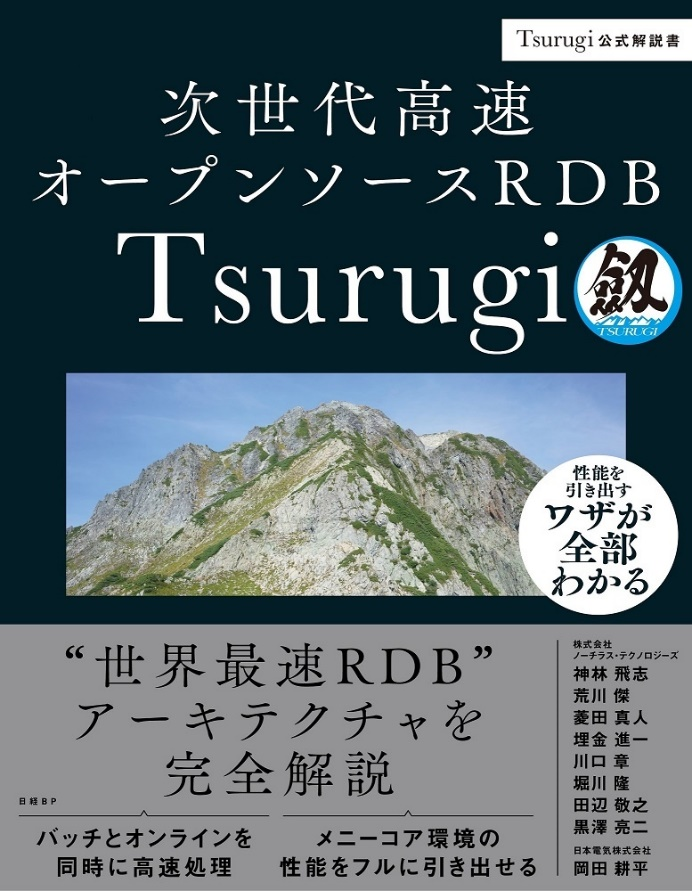 Tsurugi公式解説書
次世代高速
オープンソースRDB
Tsurugi
劔
TSURUGI
性能を
引き出す
ワザが
全部
わかる
“世界最速RDB”
アーキテクチャを
完全解説
日経BP
バッチとオンラインを
同時に高速処理
メニーコア環境の
性能をフルに引き出せる
株式会社
ノーチラス・テクノロジーズ
神林 飛志
荒川 傑
菱田 真人
埋金 進一
川口 章
堀川 隆
田辺 敬之
黒澤 亮二
日本電気株式会社
岡田 耕平